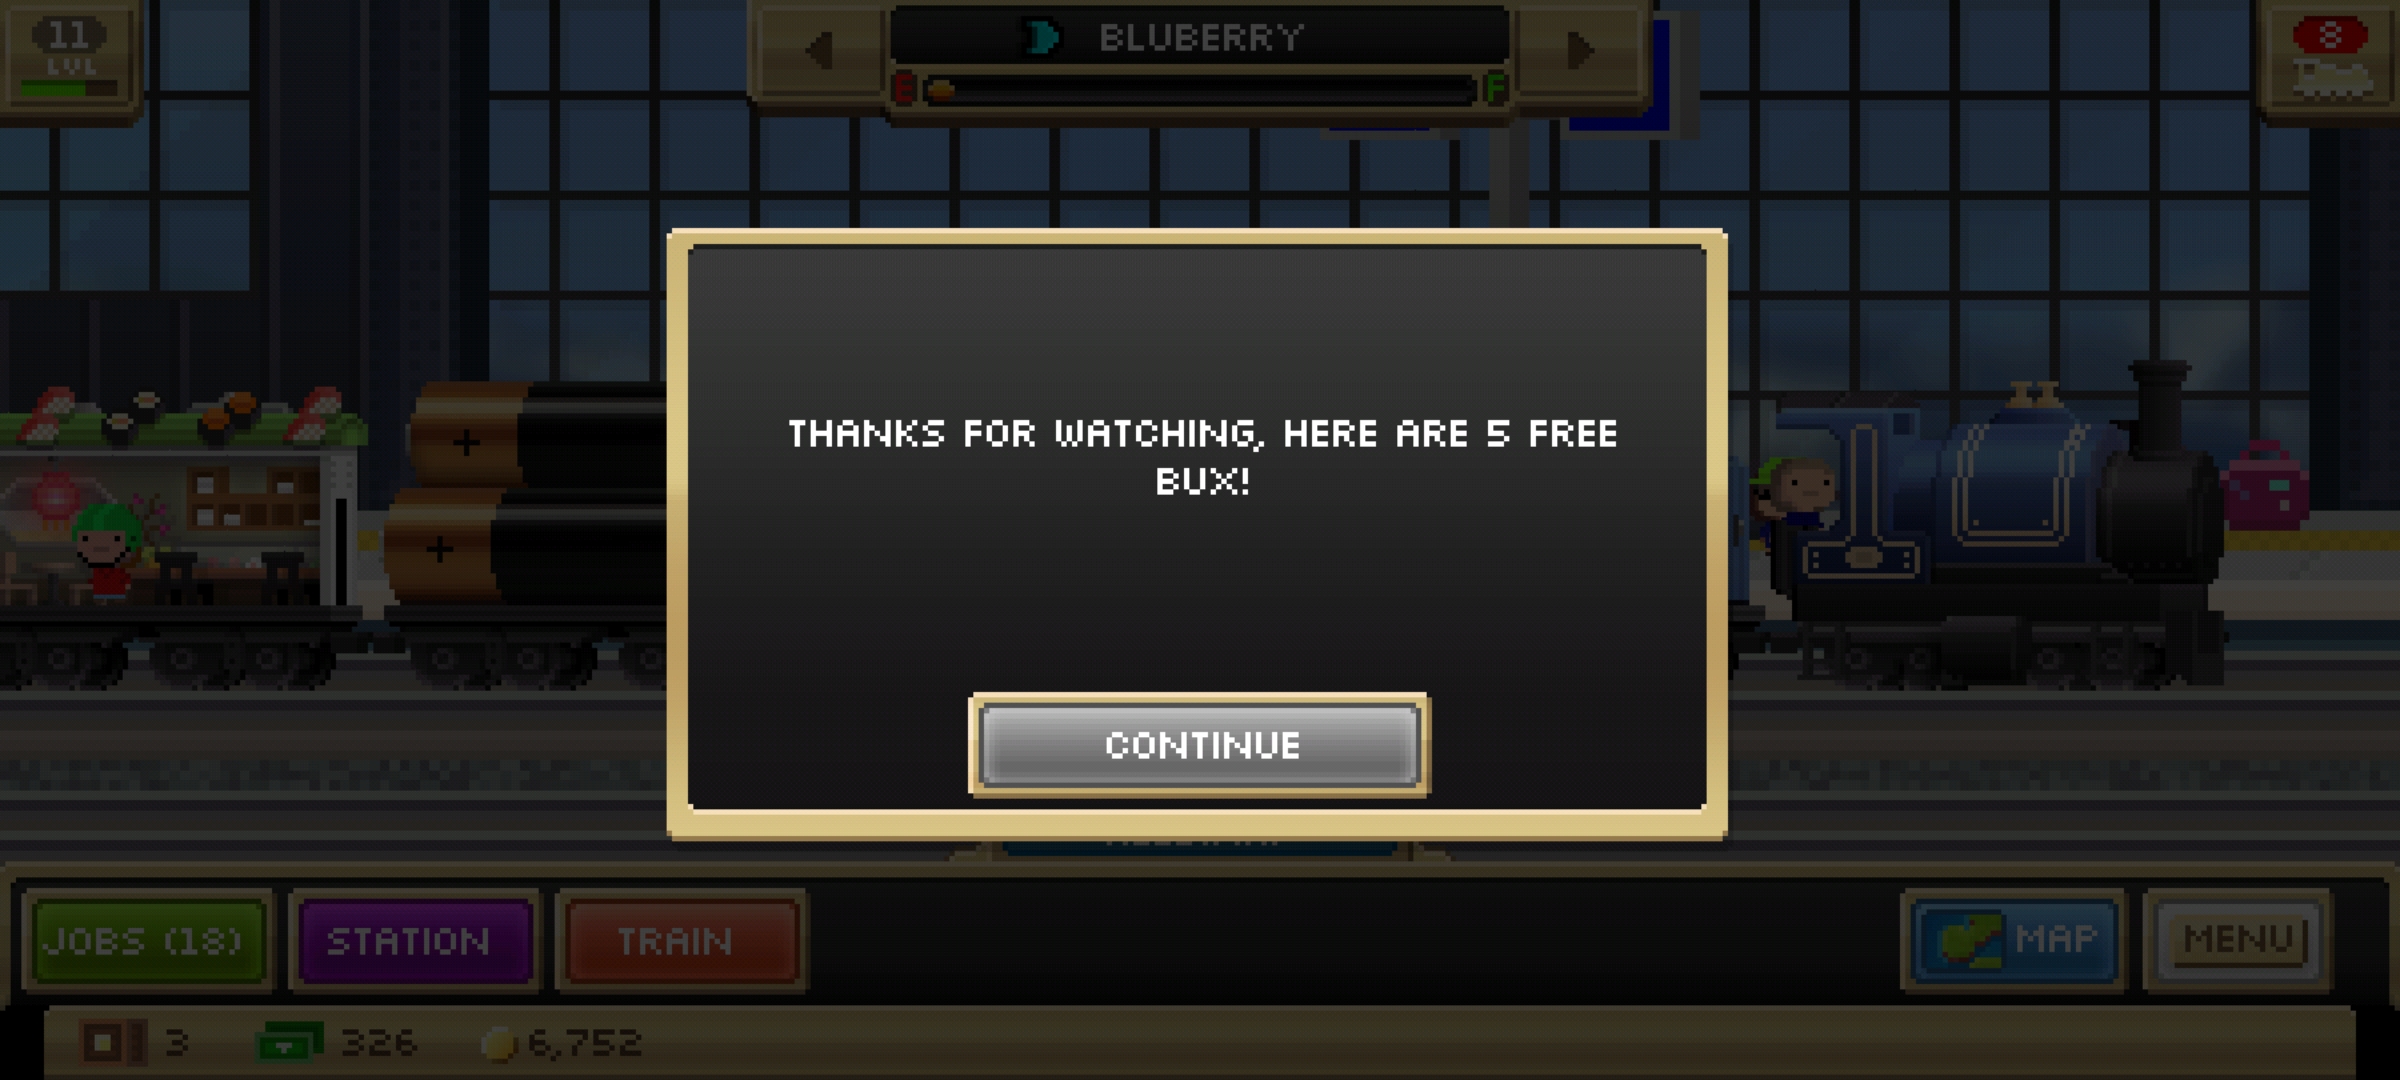 11
LVL
BLUBERRY
E
F
8
THANKS FOR WATCHING, HERE ARE 5 FREE
BUX!
CONTINUE
JOBS (18)
STATION
TRAIN
MAP
MENU
3
326
6,752